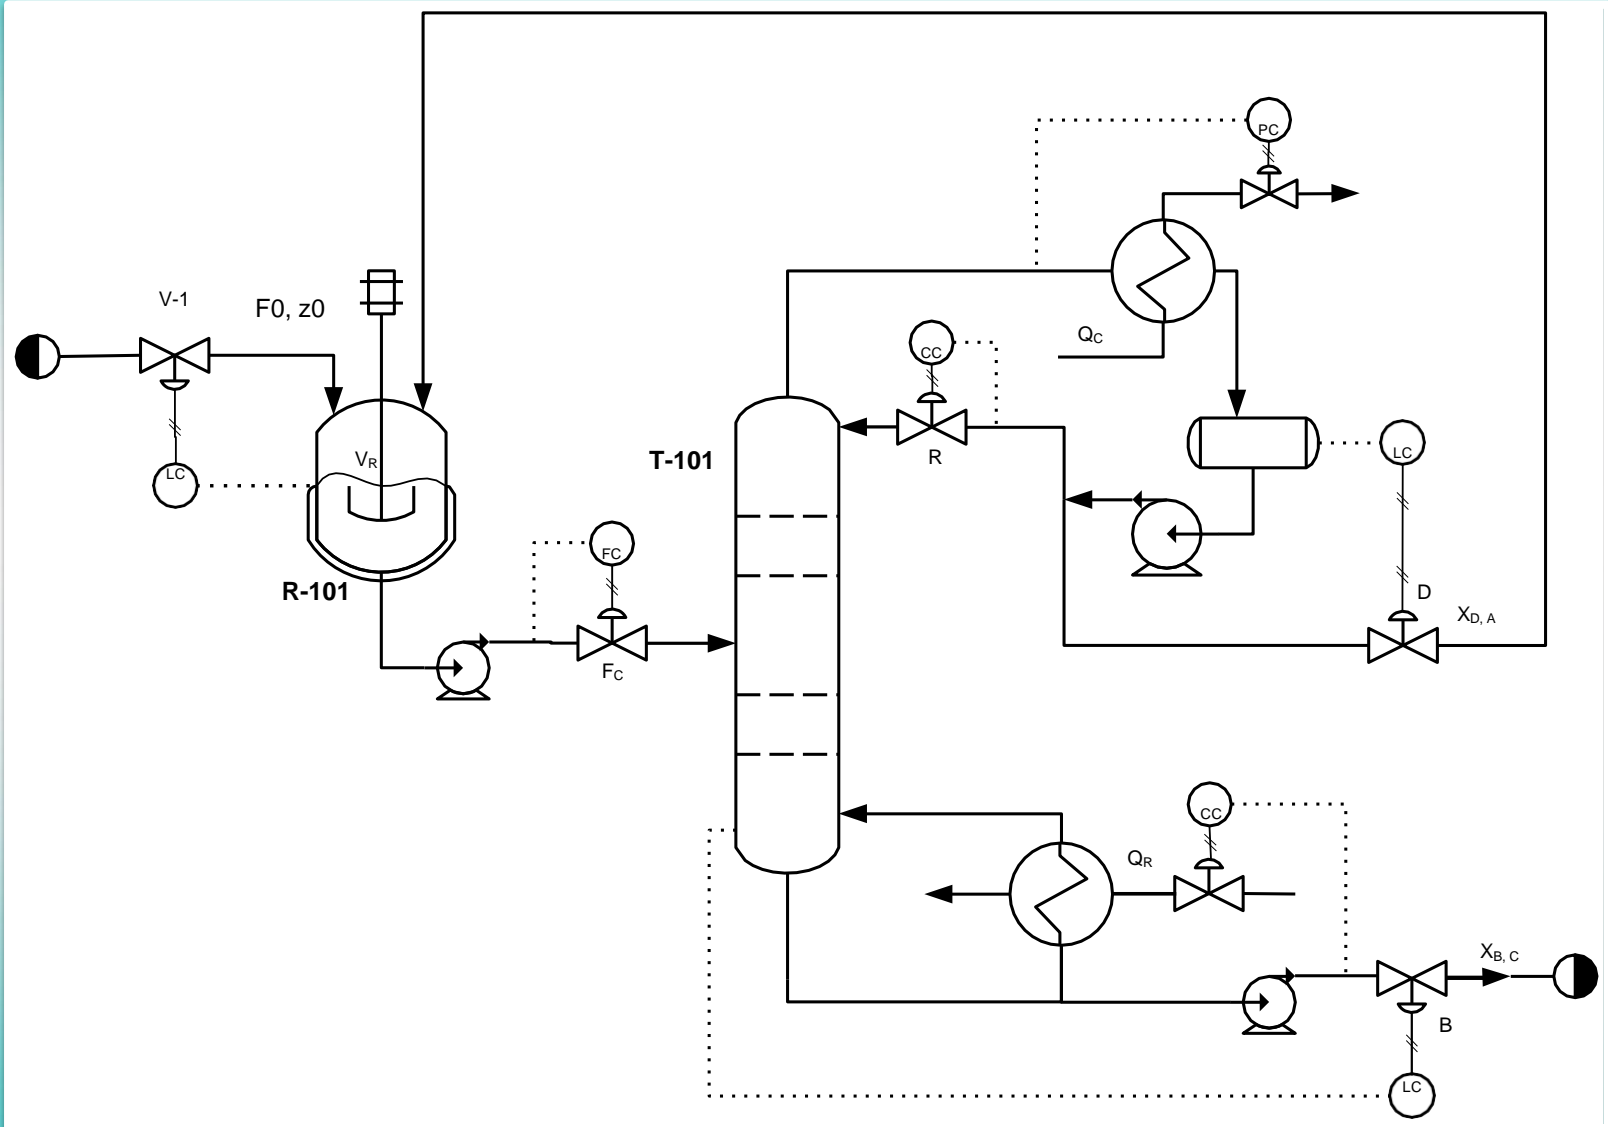 PC
V-1
F0, z0
QC
CC
R
T-101
LC
VR
LC
R-101
FC
FC
D
XD, A
CC
QR
XB, C
B
LC